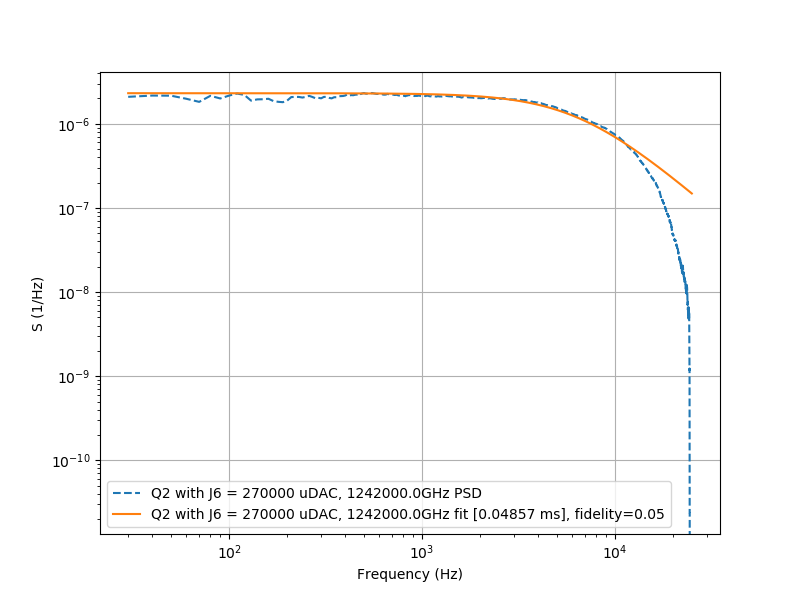 S (1/Hz)
10⁻⁶
10⁻⁷
10⁻⁸
10⁻⁹
10⁻¹⁰
Q2 with J6 = 270000 uDAC, 1242000.0GHz PSD
Q2 with J6 = 270000 uDAC, 1242000.0GHz fit [0.04857 ms], fidelity=0.05
10² 10³ 10⁴
Frequency (Hz)